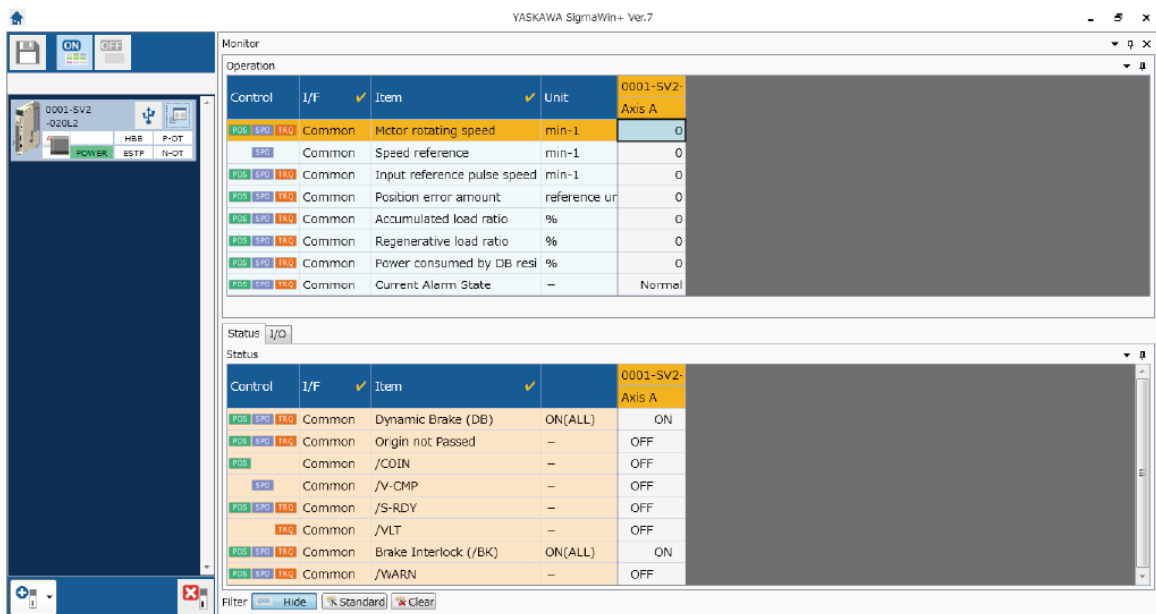 YASKAWA SigmaWin+ Ver.7
ON OFF
0001-SV2
-020L2
HBB P-OT
POWER ESTP N-OT
Monitor
Operation
Control I/F Item Unit 0001-SV2-
Axis A
POS SPD TRQ Common Motor rotating speed min-1 0
SPD Common Speed reference min-1 0
POS SPD TRQ Common Input reference pulse speed min-1 0
POS SPD TRQ Common Position error amount reference ur 0
POS SPD TRQ Common Accumulated load ratio % 0
POS SPD TRQ Common Regenerative load ratio % 0
POS SPD TRQ Common Power consumed by DB resi % 0
POS SPD TRQ Common Current Alarm State – Normal
Status I/O
Status
Control I/F Item 0001-SV2-
Axis A
POS SPD TRQ Common Dynamic Brake (DB) ON(ALL) ON
POS SPD TRQ Common Origin not Passed – OFF
POS Common /COIN – OFF
SPD Common /V-CMP – OFF
POS SPD TRQ Common /S-RDY – OFF
TRQ Common /VLT – OFF
POS SPD TRQ Common Brake Interlock (/BK) ON(ALL) ON
POS SPD TRQ Common /WARN – OFF
Filter Hide Standard Clear